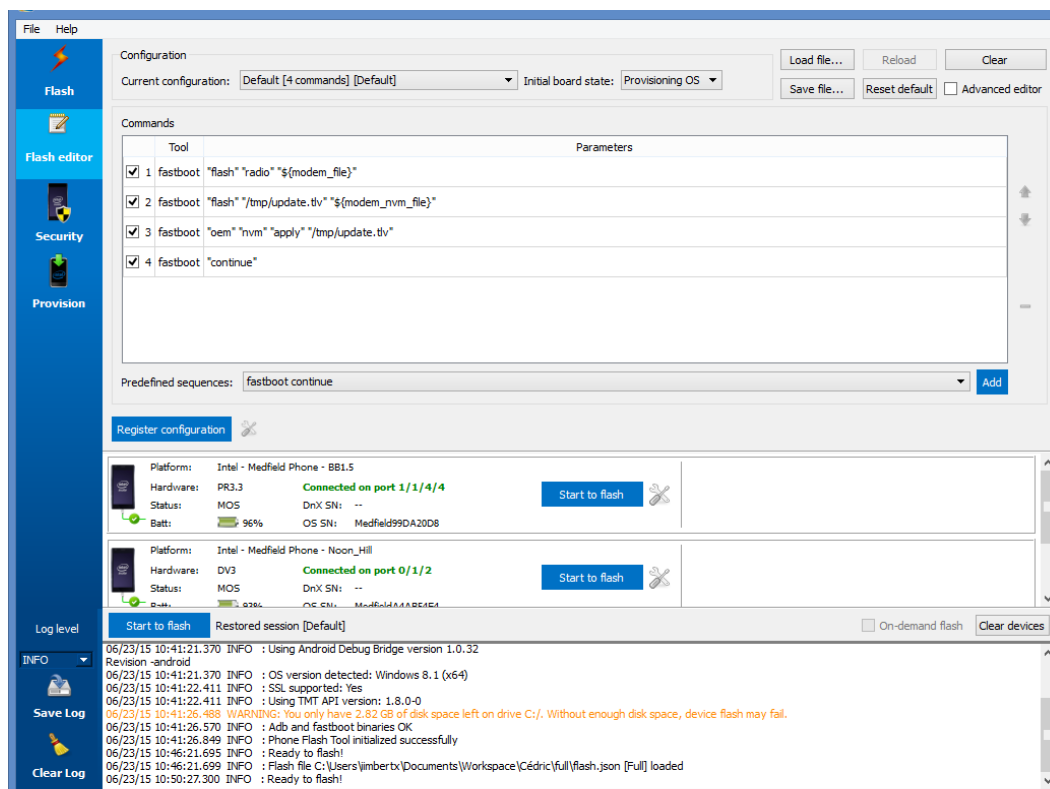 File Help
Flash
Flash editor
Security
Provision
Configuration
Current configuration: Default [4 commands] [Default] Initial board state: Provisioning OS
Load file... Reload Clear
Save file... Reset default Advanced editor
Commands
Tool Parameters
1 fastboot "flash" "radio" "${modem_file}"
2 fastboot "flash" "/tmp/update.tlv" "${modem_nvm_file}"
3 fastboot "oem" "nvm" "apply" "/tmp/update.tlv"
4 fastboot "continue"
Predefined sequences: fastboot continue Add
Register configuration
Platform: Intel - Medfield Phone - BB1.5
Hardware: PR3.3 Connected on port 1/1/4/4
Status: MOS DnX SN: --
Batt: 96% OS SN: Medfield99DA20D8
Start to flash
Platform: Intel - Medfield Phone - Noon_Hill
Hardware: DV3 Connected on port 0/1/2
Status: MOS DnX SN: --
Batt: 93% OS SN:
Start to flash
Start to flash Restored session [Default] On-demand flash Clear devices
Log level
INFO
Save Log
Clear Log
06/23/15 10:41:21.370 INFO : Using Android Debug Bridge version 1.0.32
Revision -android
06/23/15 10:41:21.370 INFO : OS version detected: Windows 8.1 (x64)
06/23/15 10:41:22.411 INFO : SSL supported: Yes
06/23/15 10:41:22.411 INFO : Using TMT API version: 1.8.0-0
06/23/15 10:41:26.488 WARNING: You only have 2.82 GB of disk space left on drive C:/. Without enough disk space, device flash may fail.
06/23/15 10:41:26.570 INFO : Adb and fastboot binaries OK
06/23/15 10:41:26.849 INFO : Phone Flash Tool initialized successfully
06/23/15 10:46:21.695 INFO : Ready to flash!
06/23/15 10:46:21.699 INFO : Flash file C:\Users\imbertx\Documents\Workspace\Cédric\full\flash.json [Full] loaded
06/23/15 10:50:27.300 INFO : Ready to flash!